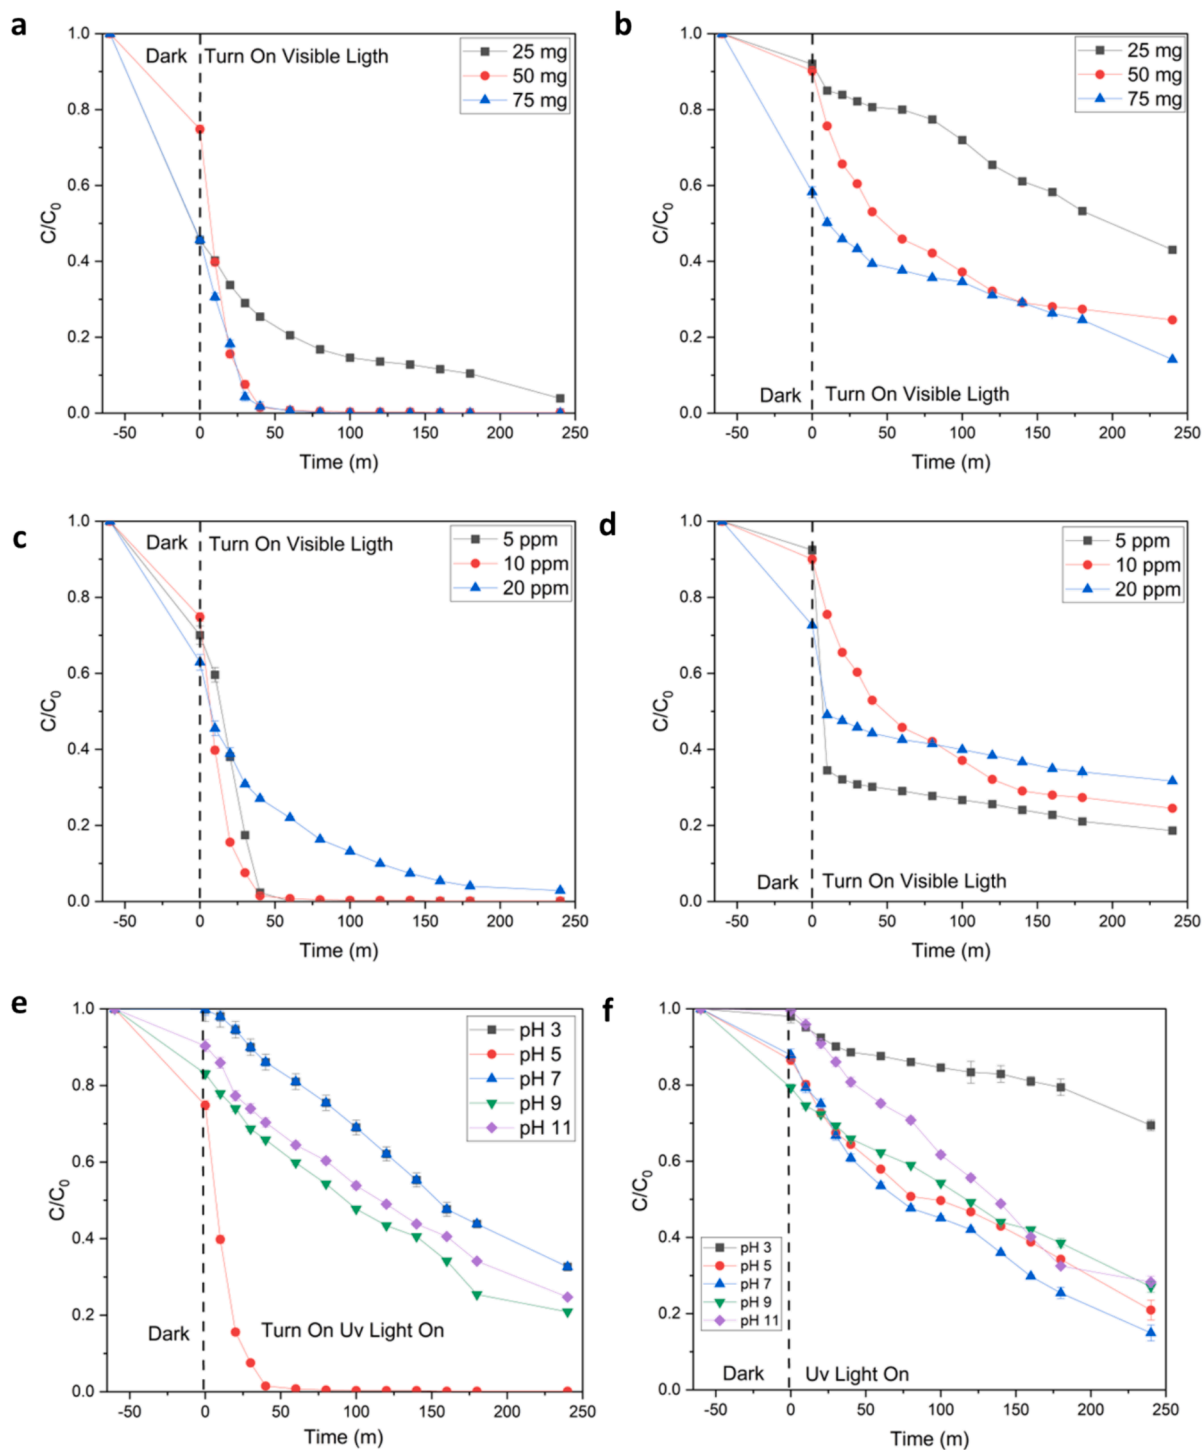 a
Dark Turn On Visible Ligth
25 mg
50 mg
75 mg
C/C0
1.0
0.8
0.6
0.4
0.2
0.0
-50 0 50 100 150 200 250
Time (m)
b
25 mg
50 mg
75 mg
Dark Turn On Visible Ligth
C/C0
1.0
0.8
0.6
0.4
0.2
0.0
-50 0 50 100 150 200 250
Time (m)
c
Dark Turn On Visible Ligth
5 ppm
10 ppm
20 ppm
C/C0
1.0
0.8
0.6
0.4
0.2
0.0
-50 0 50 100 150 200 250
Time (m)
d
5 ppm
10 ppm
20 ppm
Dark Turn On Visible Ligth
C/C0
1.0
0.8
0.6
0.4
0.2
0.0
-50 0 50 100 150 200 250
Time (m)
e
pH 3
pH 5
pH 7
pH 9
pH 11
Dark Turn On Uv Light On
C/C0
1.0
0.8
0.6
0.4
0.2
0.0
-50 0 50 100 150 200 250
Time (m)
f
pH 3
pH 5
pH 7
pH 9
pH 11
Dark Uv Light On
C/C0
1.0
0.8
0.6
0.4
0.2
0.0
-50 0 50 100 150 200 250
Time (m)